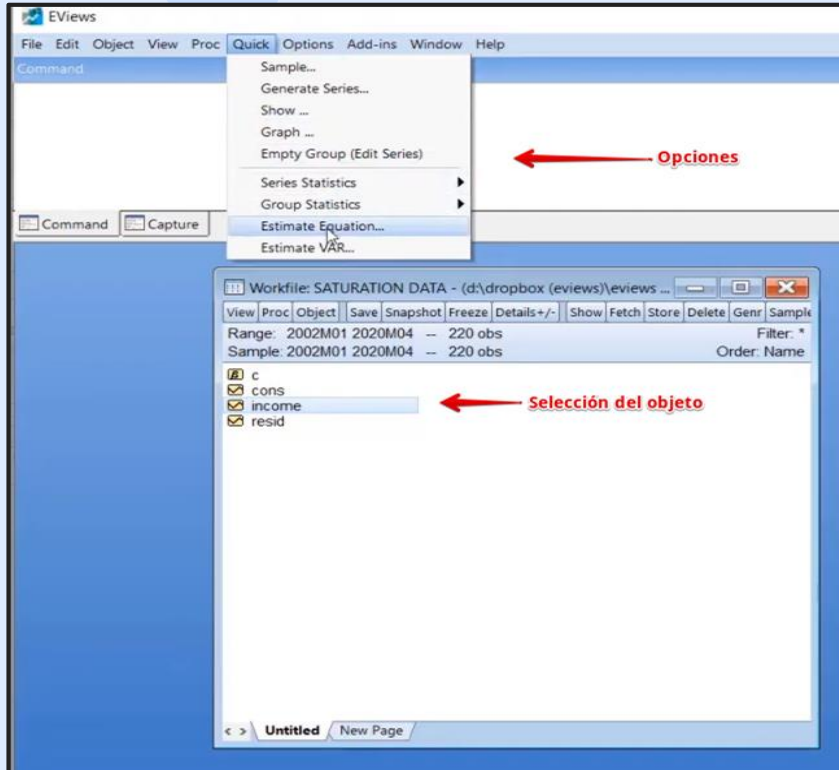 EViews
File Edit Object View Proc Quick Options Add-ins Window Help
Command
Sample...
Generate Series...
Show ...
Graph ...
Empty Group (Edit Series)
Opciones
Series Statistics
Group Statistics
Estimate Equation...
Estimate VAR...
Command Capture
Workfile: SATURATION DATA - (d:\dropbox (eviews)\eviews ...
View Proc Object Save Snapshot Freeze Details+/- Show Fetch Store Delete Genr Sample
Range: 2002M01 2020M04 -- 220 obs Filter: *
Sample: 2002M01 2020M04 -- 220 obs Order: Name
c
cons
income
Selección del objeto
resid
< > Untitled New Page